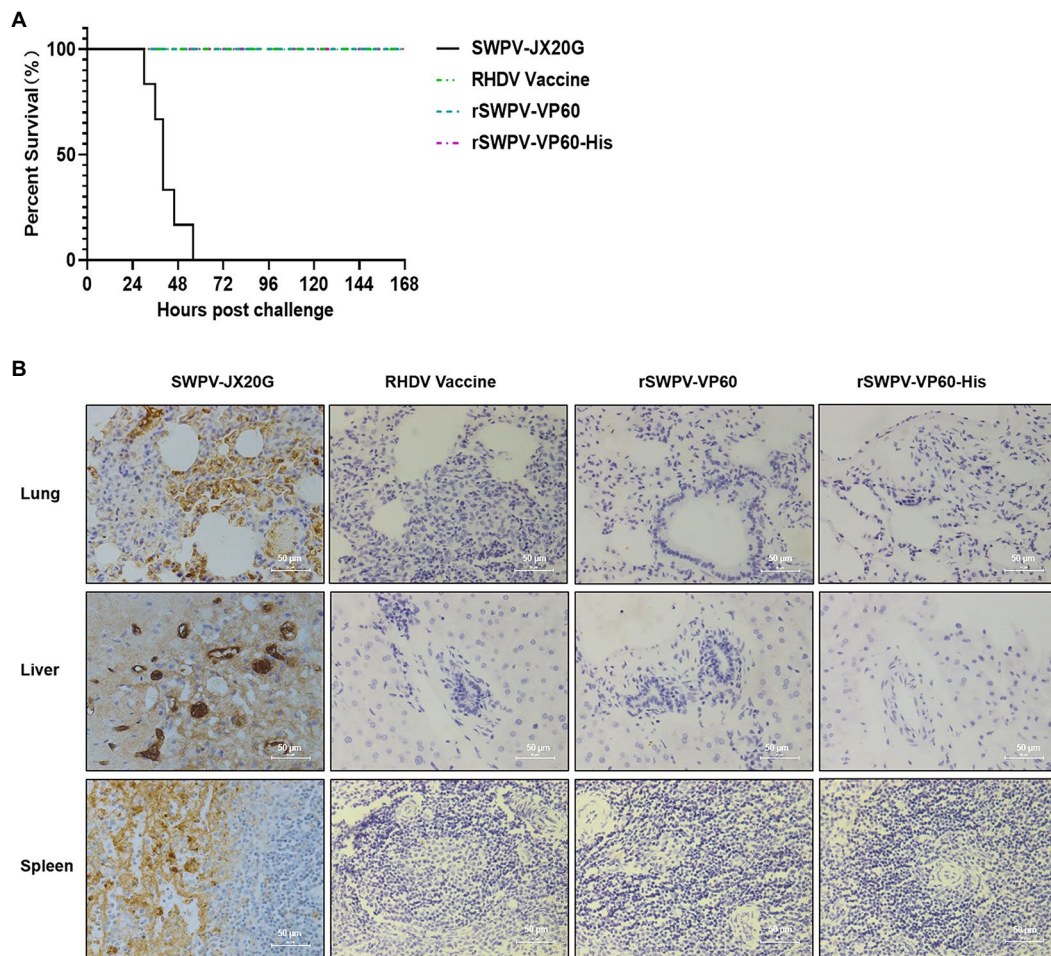 A
Percent Survival (%)
100
50
0
0 24 48 72 96 120 144 168
Hours post challenge
SWPV-JX20G
RHDV Vaccine
rSWPV-VP60
rSWPV-VP60-His
B
SWPV-JX20G RHDV Vaccine rSWPV-VP60 rSWPV-VP60-His
Lung
50 µm 50 µm 50 µm 50 µm
Liver
50 µm 50 µm 50 µm 50 µm
Spleen
50 µm 50 µm 50 µm 50 µm